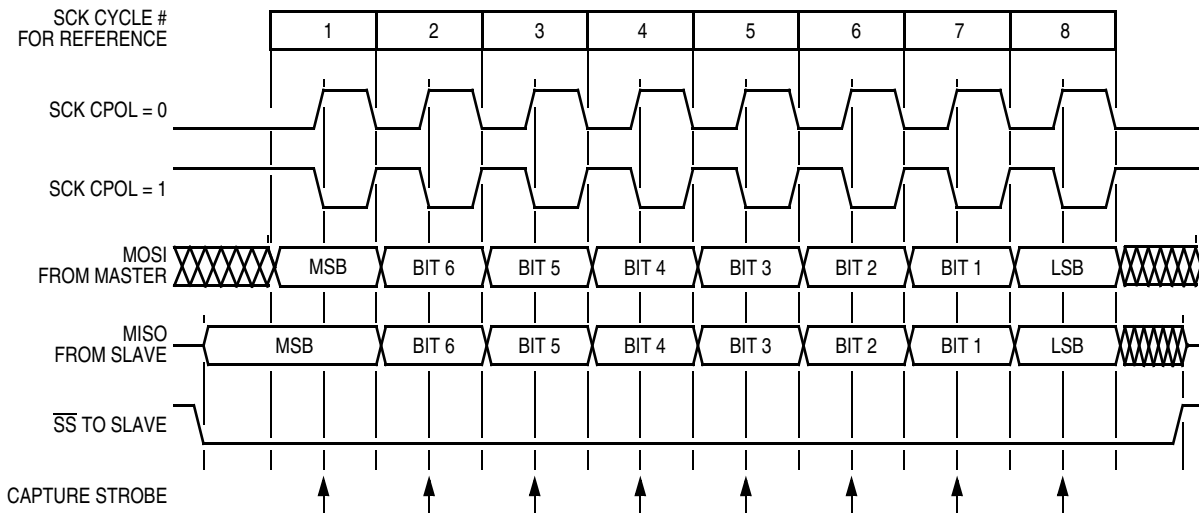 SCK CYCLE #
FOR REFERENCE
1 2 3 4 5 6 7 8
SCK CPOL = 0
SCK CPOL = 1
MOSI
FROM MASTER
MSB BIT 6 BIT 5 BIT 4 BIT 3 BIT 2 BIT 1 LSB
MISO
FROM SLAVE
MSB BIT 6 BIT 5 BIT 4 BIT 3 BIT 2 BIT 1 LSB
S̅S̅ TO SLAVE
CAPTURE STROBE